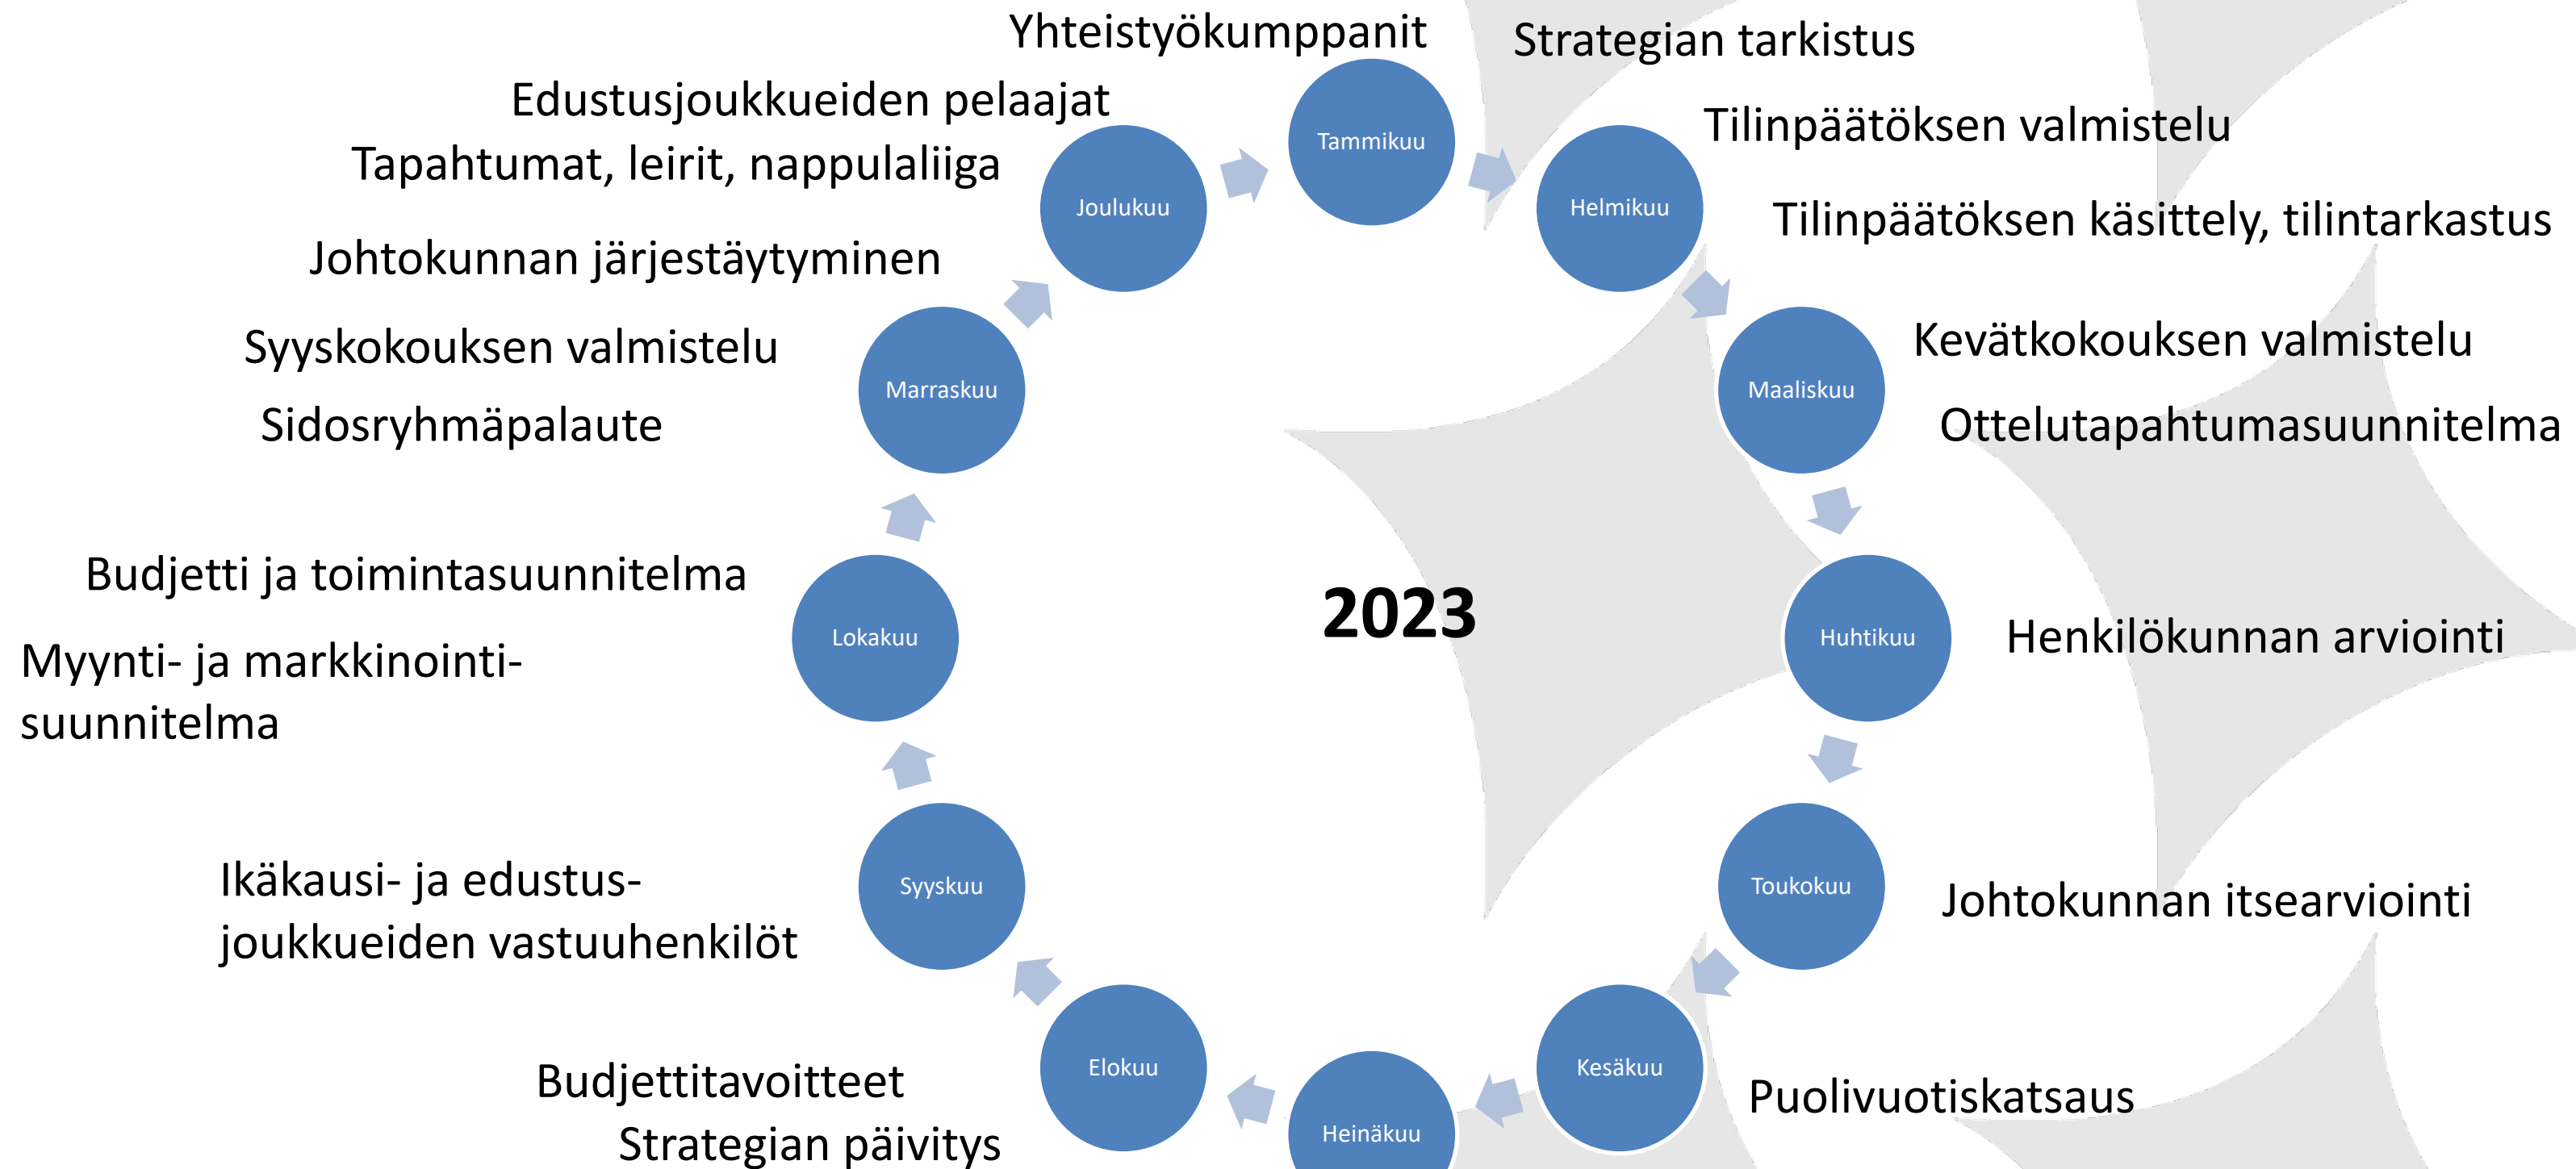 Yhteistyökumppanit
Strategian tarkistus
Edustusjoukkueiden pelaajat
Tilinpäätöksen valmistelu
Tammikuu
Tapahtumat, leirit, nappulaliiga
Joulukuu
Helmikuu
Tilinpäätöksen käsittely, tilintarkastus
Johtokunnan järjestäytyminen
Syyskokouksen valmistelu
Kevätkokouksen valmistelu
Marraskuu
Maaliskuu
Sidosryhmäpalaute
Ottelutapahtumasuunnitelma
Budjetti ja toimintasuunnitelma
2023
Lokakuu
Huhtikuu
Henkilökunnan arviointi
Myynti- ja markkinointi-
suunnitelma
Ikäkausi- ja edustus-
joukkueiden vastuuhenkilöt
Syyskuu
Toukokuu
Johtokunnan itsearviointi
Elokuu
Kesäkuu
Budjettitavoitteet
Puolivuotiskatsaus
Heinäkuu
Strategian päivitys